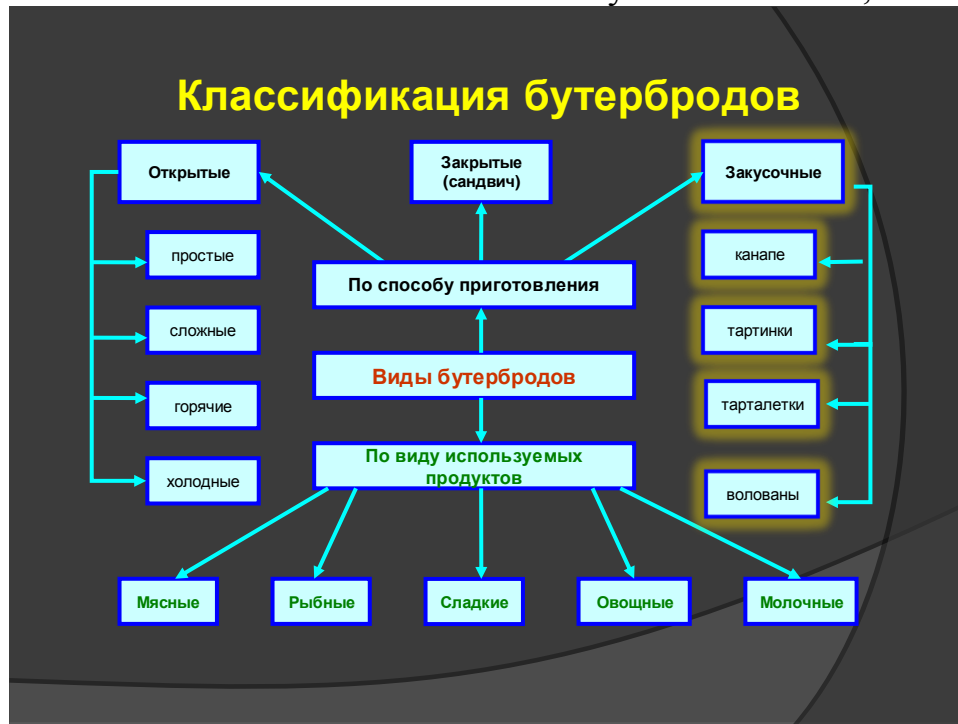 Классификация бутербродов
Открытые
Закрытые
(сандвич)
Закусочные
простые
канапе
По способу приготовления
сложные
тартинки
Виды бутербродов
горячие
тарталетки
По виду используемых
продуктов
холодные
волованы
Мясные
Рыбные
Сладкие
Овощные
Молочные